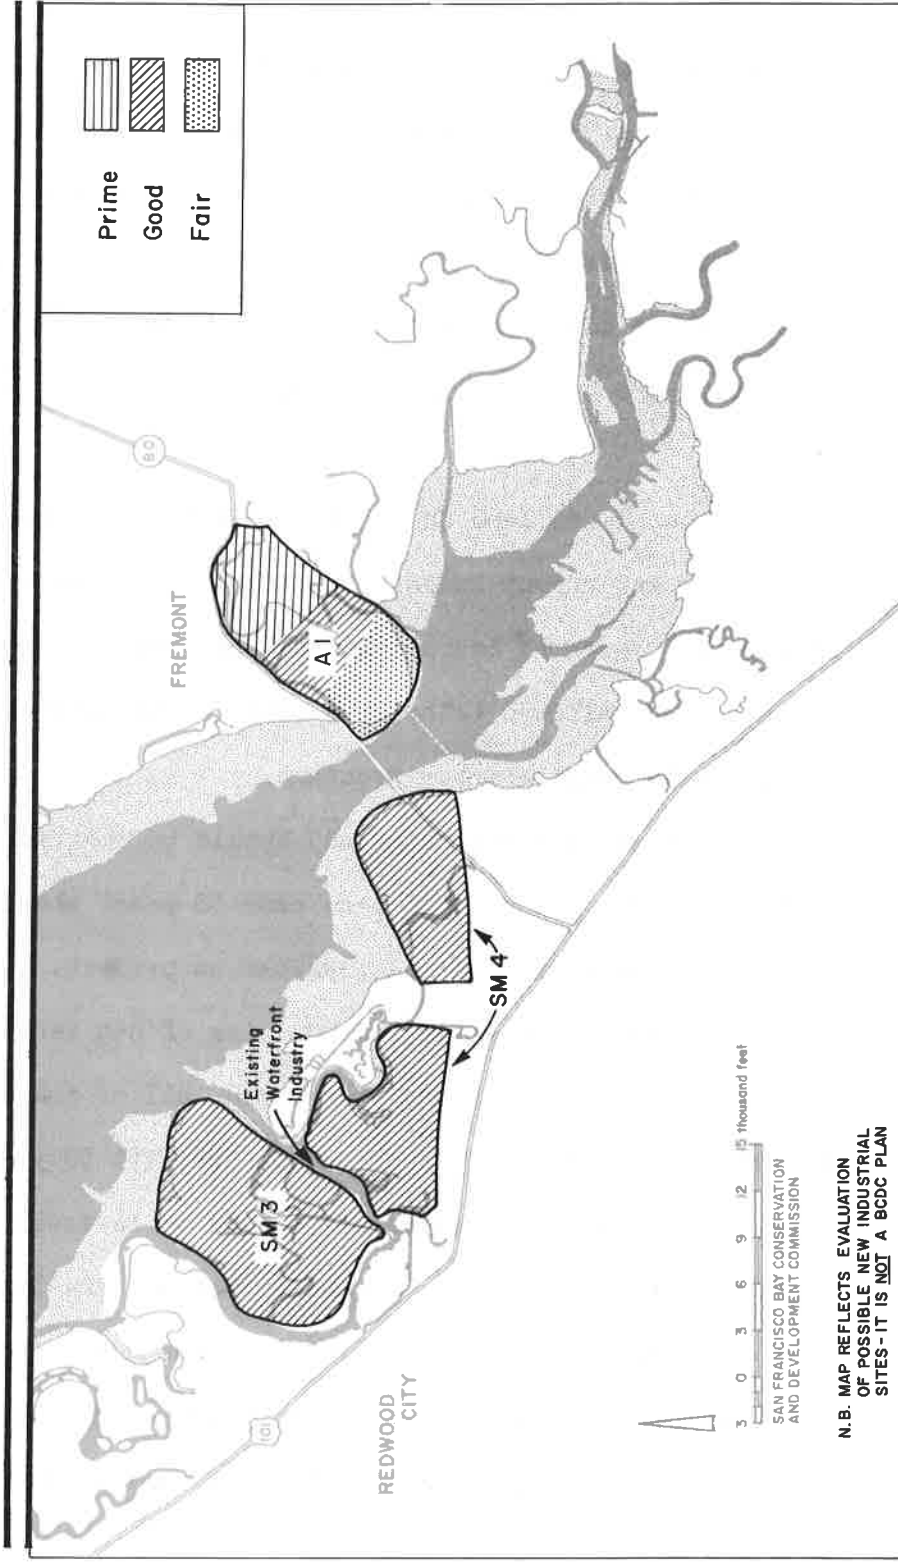 Prime
Good
Fair
80
FREMONT
A1
SM 4
Existing
Waterfront
Industry
SM 3
101
REDWOOD
CITY
3 0 3 6 9 12 15 thousand feet
SAN FRANCISCO BAY CONSERVATION
AND DEVELOPMENT COMMISSION
N.B. MAP REFLECTS EVALUATION
OF POSSIBLE NEW INDUSTRIAL
SITES - IT IS NOT A BCDC PLAN